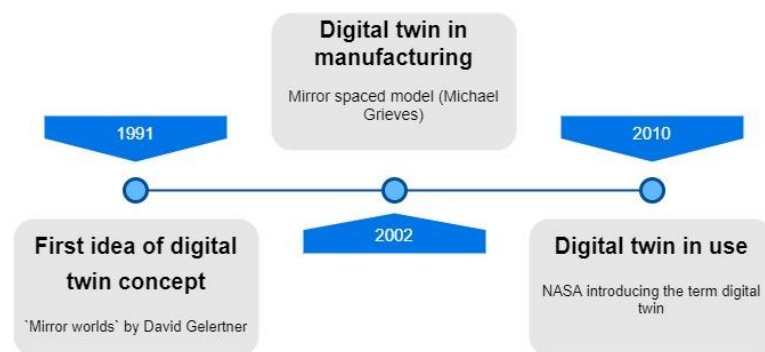 1991
First idea of digital
twin concept
`Mirror worlds` by David Gelertner
Digital twin in
manufacturing
Mirror spaced model (Michael
Grieves)
2002
2010
Digital twin in use
NASA introducing the term digital
twin